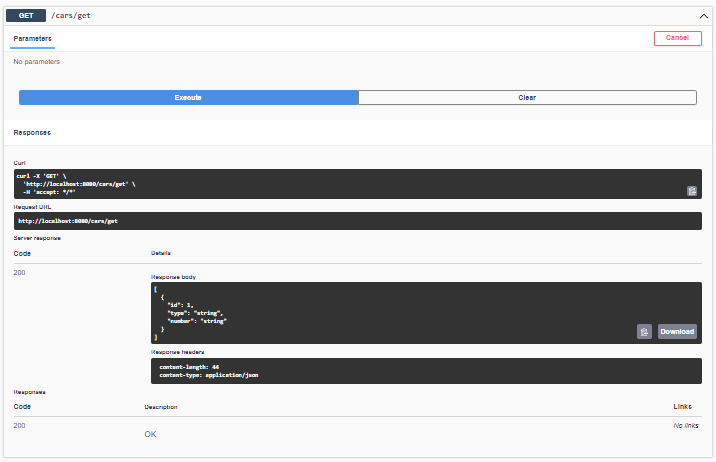 GET /cars/get
Parameters
Cancel
No parameters
Execute
Clear
Responses
Curl
curl -X 'GET' \
'http://localhost:8080/cars/get' \
-H 'accept: */*'
Request URL
http://localhost:8080/cars/get
Server response
Code Details
200
Response body
[
{
"id": 1,
"type": "string",
"number": "string"
}
]
Download
Response headers
content-length: 44
content-type: application/json
Responses
Code Description Links
200 No links
OK